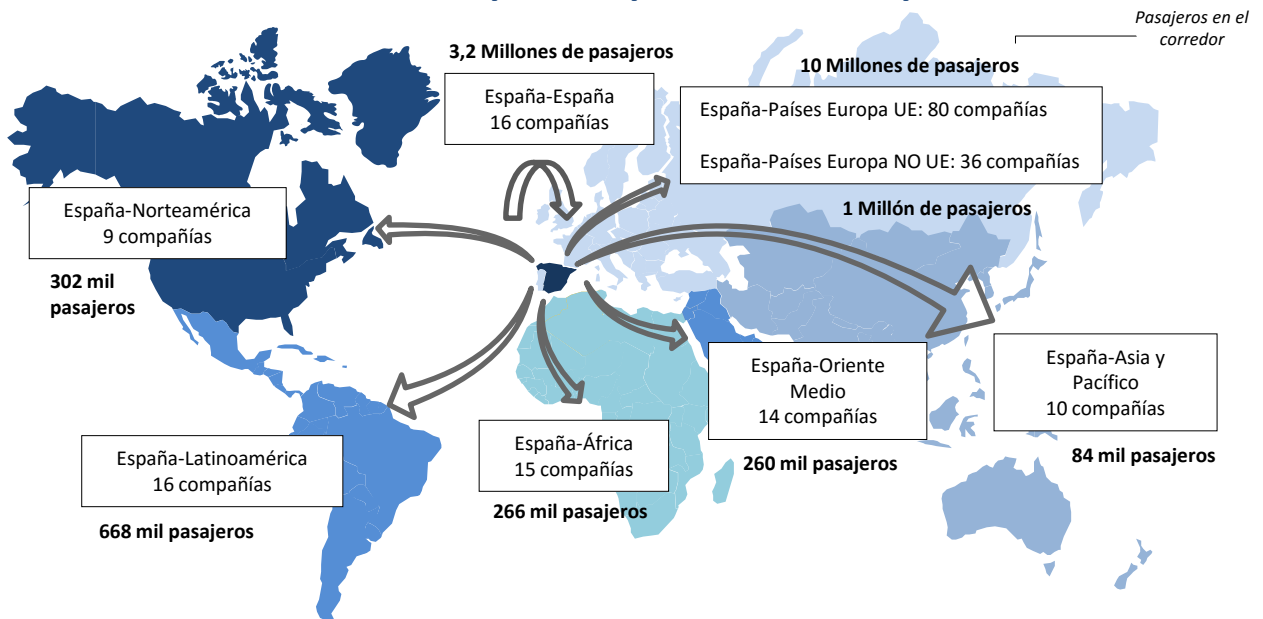 Pasajeros en el
corredor
3,2 Millones de pasajeros
España-España
16 compañías
10 Millones de pasajeros
España-Países Europa UE: 80 compañías
España-Países Europa NO UE: 36 compañías
1 Millón de pasajeros
España-Norteamérica
9 compañías
302 mil
pasajeros
España-Oriente
Medio
14 compañías
260 mil pasajeros
España-Asia y
Pacífico
10 compañías
84 mil pasajeros
España-África
15 compañías
266 mil pasajeros
España-Latinoamérica
16 compañías
668 mil pasajeros